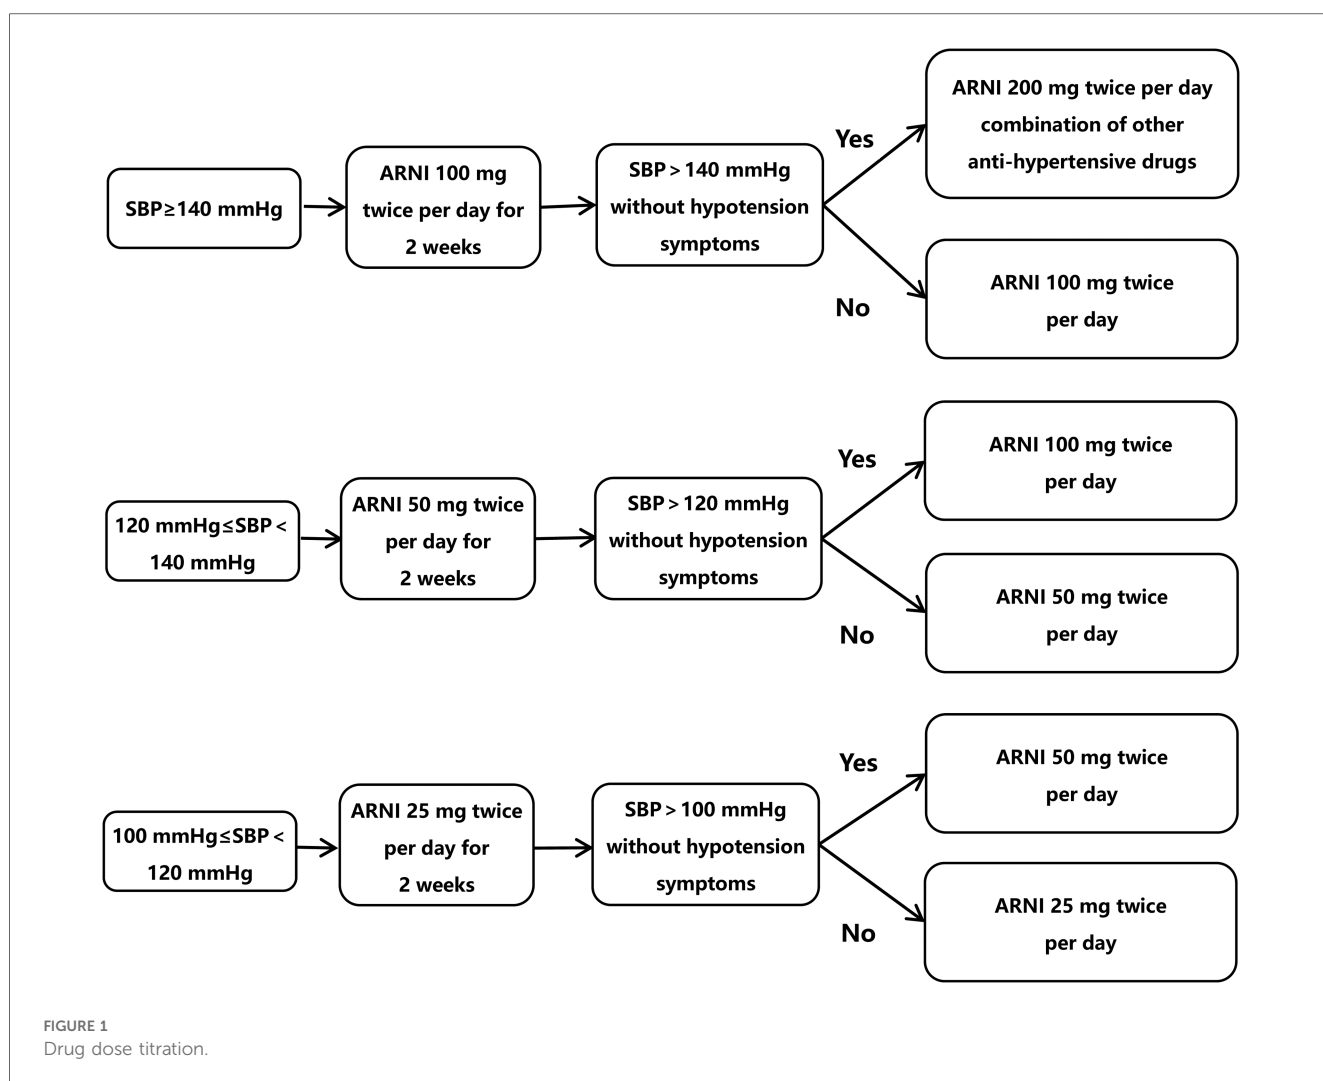 SBP≥140 mmHg
ARNI 100 mg
twice per day for
2 weeks
SBP > 140 mmHg
without hypotension
symptoms
Yes
No
ARNI 200 mg twice per day
combination of other
anti-hypertensive drugs
ARNI 100 mg twice
per day
120 mmHg≤SBP <
140 mmHg
ARNI 50 mg twice
per day for
2 weeks
SBP > 120 mmHg
without hypotension
symptoms
Yes
No
ARNI 100 mg twice
per day
ARNI 50 mg twice
per day
100 mmHg≤SBP <
120 mmHg
ARNI 25 mg twice
per day for
2 weeks
SBP > 100 mmHg
without hypotension
symptoms
Yes
No
ARNI 50 mg twice
per day
ARNI 25 mg twice
per day
FIGURE 1
Drug dose titration.